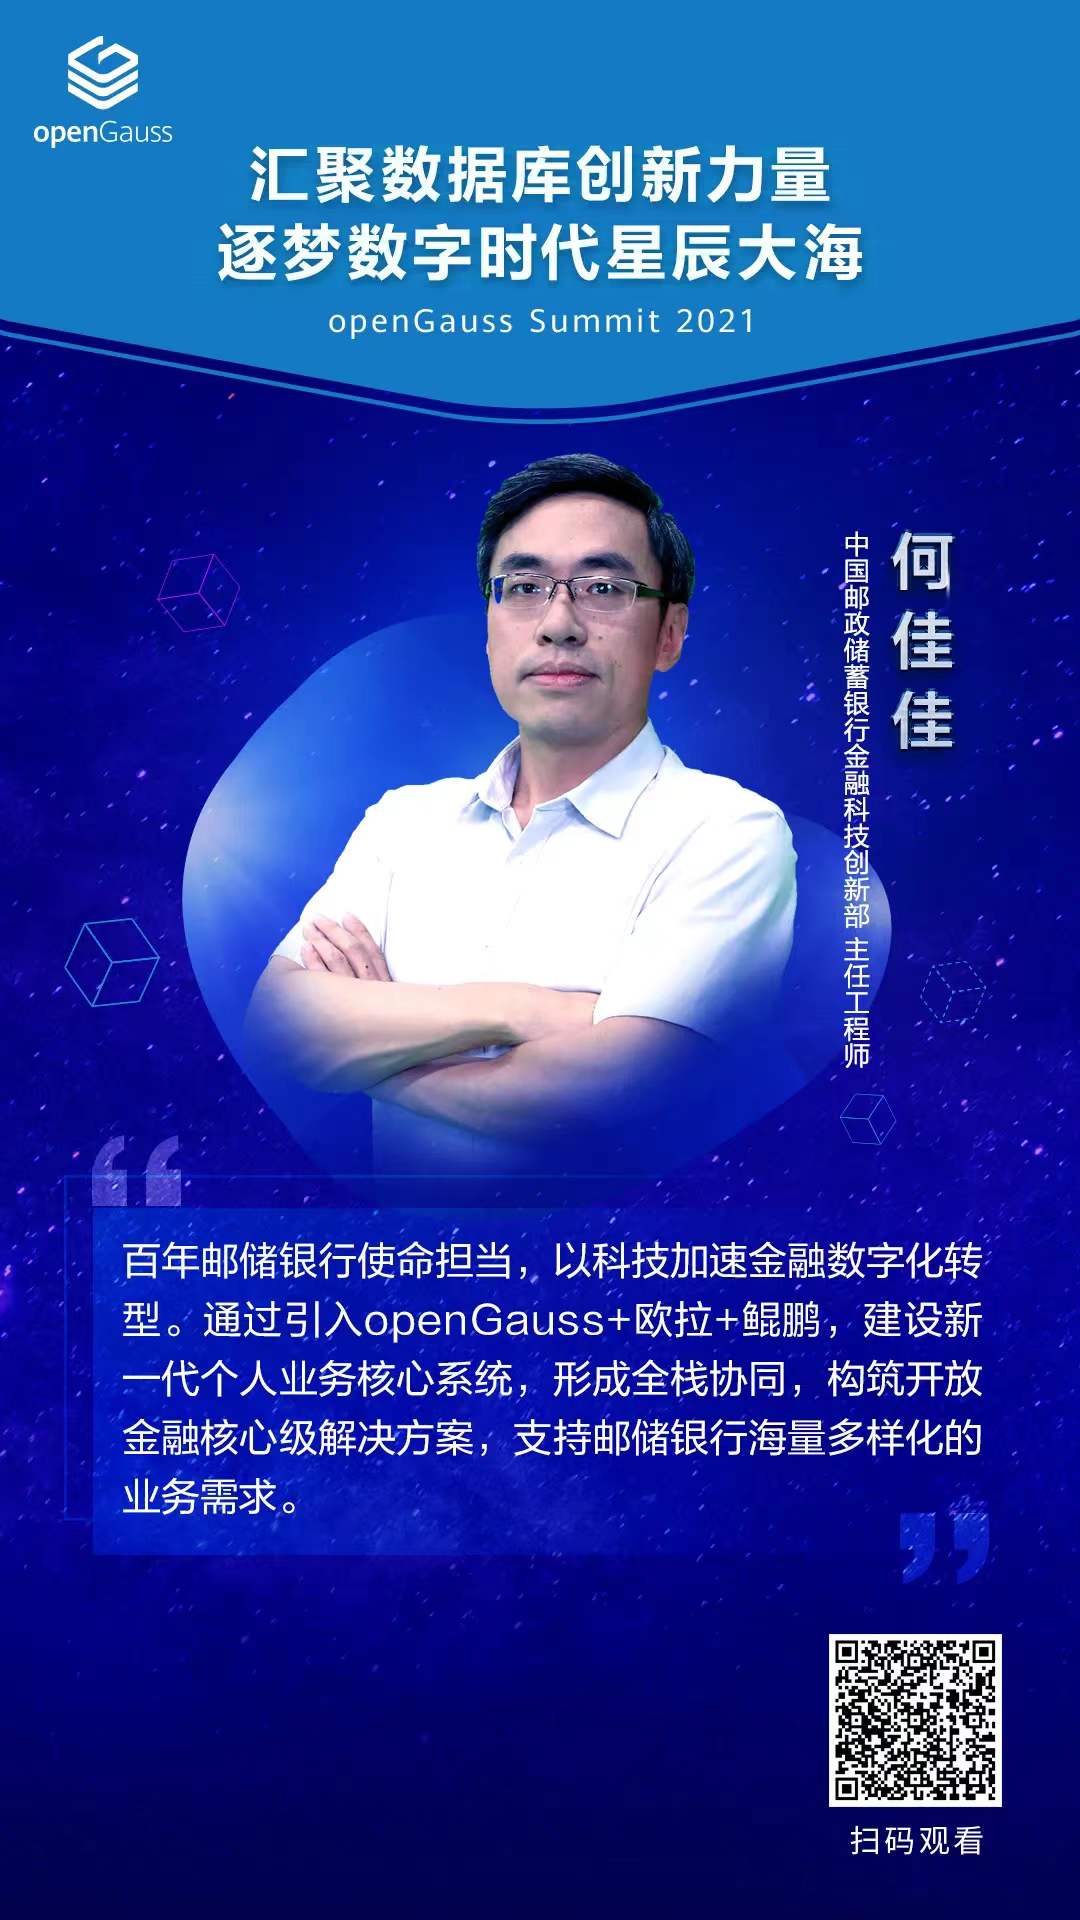 openGauss
汇聚数据库创新力量
逐梦数字时代星辰大海
openGauss Summit 2021
何佳佳
中国邮政储蓄银行金融科技创新部 主任工程师
“
百年邮储银行使命担当，以科技加速金融数字化转
型。通过引入openGauss+欧拉+鲲鹏，建设新
一代个人业务核心系统，形成全栈协同，构筑开放
金融核心级解决方案，支持邮储银行海量多样化的
业务需求。
”
扫码观看